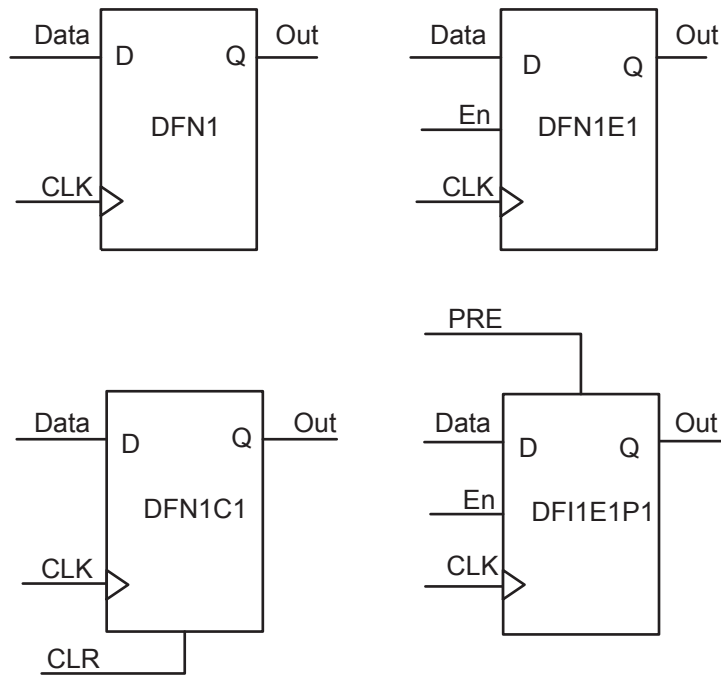 Data
D
Q
Out
DFN1
CLK
Data
D
Q
Out
En
DFN1E1
CLK
Data
D
Q
Out
DFN1C1
CLK
CLR
PRE
Data
D
Q
Out
En
DFI1E1P1
CLK